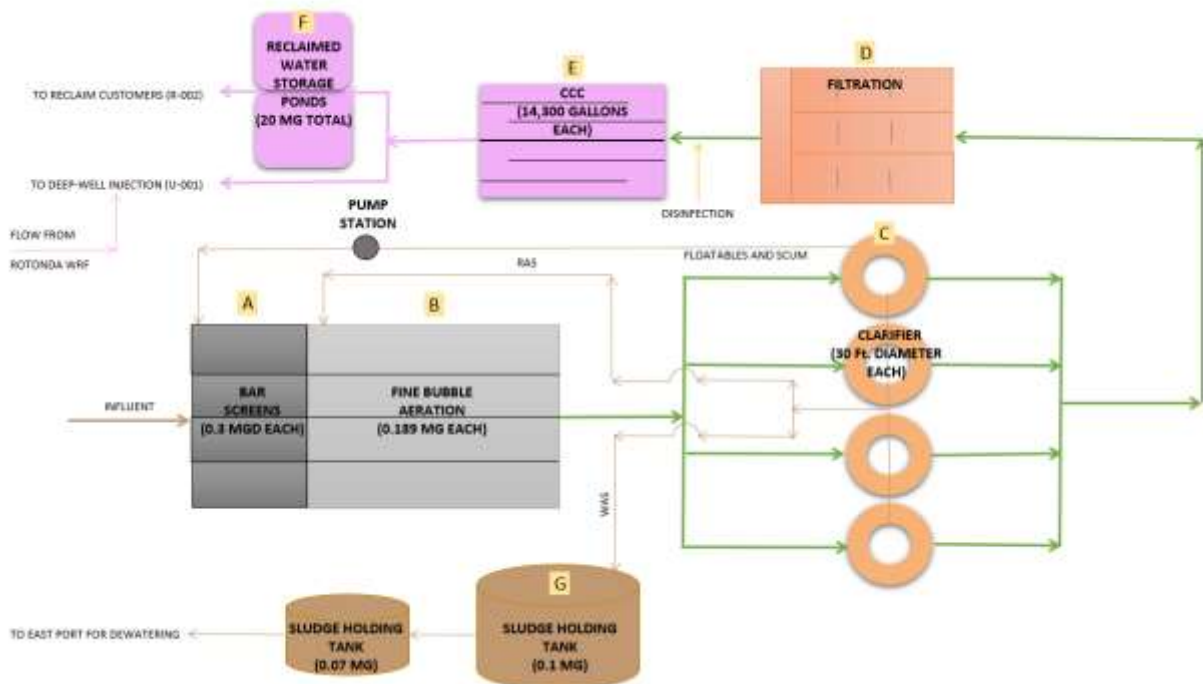 F
RECLAIMED
WATER
STORAGE
PONDS
(20 MG TOTAL)
TO RECLAIM CUSTOMERS (R-002)
TO DEEP-WELL INJECTION (U-001)
FLOW FROM
ROTONDA WRF
E
CCC
(14,300 GALLONS
EACH)
D
FILTRATION
DISINFECTION
PUMP
STATION
FLOATABLES AND SCUM
RAS
A
BAR
SCREENS
(0.3 MGD EACH)
INFLUENT
B
FINE BUBBLE
AERATION
(0.189 MG EACH)
C
CLARIFIER
(30 Ft. DIAMETER
EACH)
WAS
G
SLUDGE HOLDING
TANK
(0.1 MG)
SLUDGE HOLDING
TANK
(0.07 MG)
TO EAST PORT FOR DEWATERING